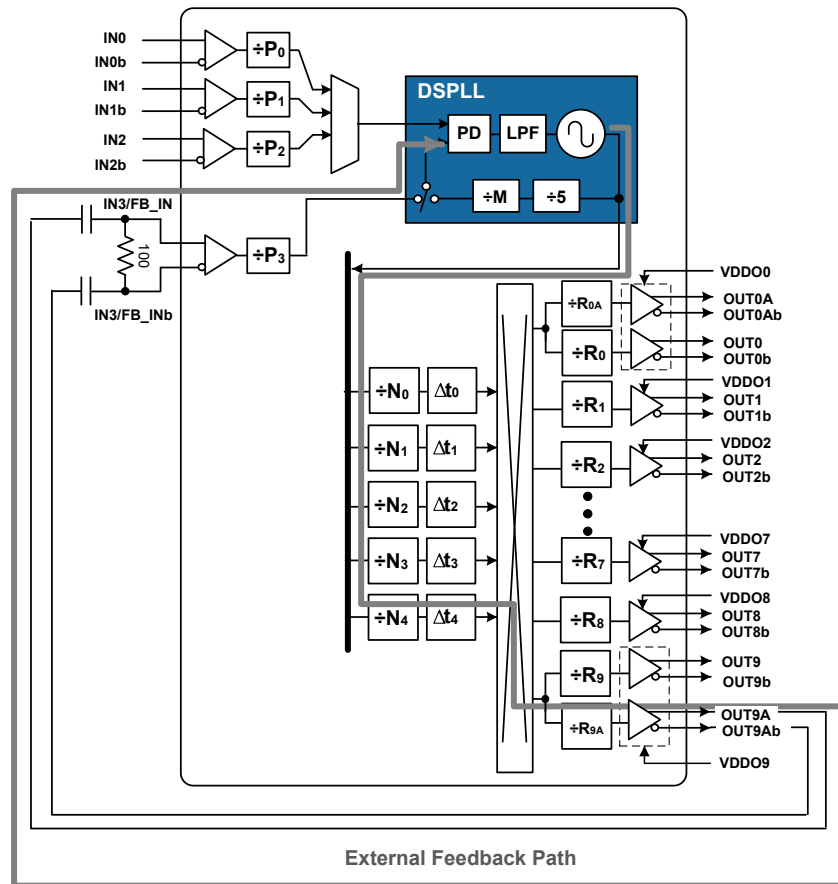 IN0
IN0b
÷P0
IN1
IN1b
÷P1
IN2
IN2b
÷P2
DSPLL
PD
LPF
÷M
÷5
IN3/FB_IN
100
÷P3
IN3/FB_INb
÷N0
Δt0
÷N1
Δt1
÷N2
Δt2
÷N3
Δt3
÷N4
Δt4
VDDO0
÷R0A
OUT0A
OUT0Ab
÷R0
OUT0
OUT0b
VDDO1
÷R1
OUT1
OUT1b
VDDO2
÷R2
OUT2
OUT2b
VDDO7
÷R7
OUT7
OUT7b
VDDO8
÷R8
OUT8
OUT8b
÷R9
OUT9
OUT9b
÷R9A
OUT9A
OUT9Ab
VDDO9
External Feedback Path